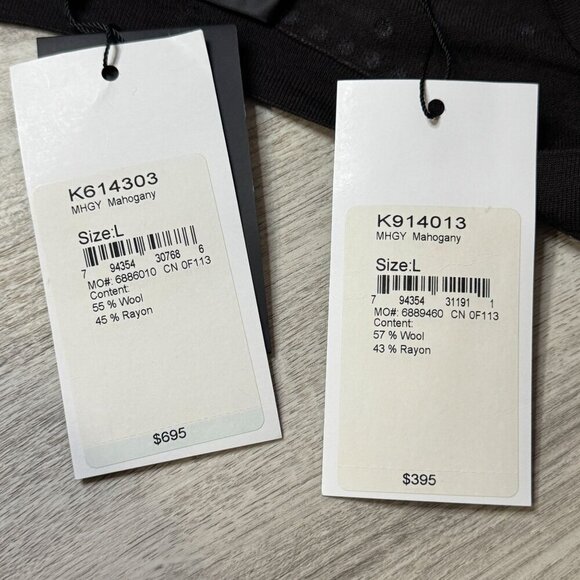 K614303
MHGY Mahogany
Size:L
7 94354 30768 6
MO#: 6886010 CN 0F113
Content:
55 % Wool
45 % Rayon
$695
K914013
MHGY Mahogany
Size:L
7 94354 31191 1
MO#: 6889460 CN 0F113
Content:
57 % Wool
43 % Rayon
$395